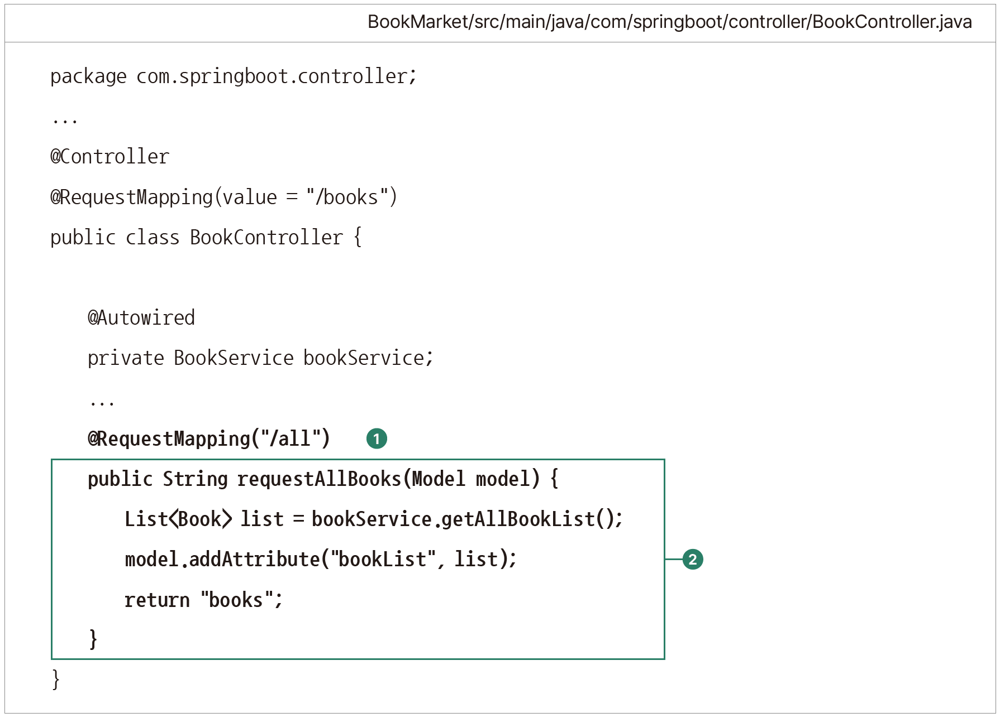 BookMarket/src/main/java/com/springboot/controller/BookController.java
package com.springboot.controller;
...
@Controller
@RequestMapping(value = "/books")
public class BookController {
@Autowired
private BookService bookService;
...
@RequestMapping("/all") 1
public String requestAllBooks(Model model) {
List<Book> list = bookService.getAllBookList();
model.addAttribute("bookList", list);
2
return "books";
}
}